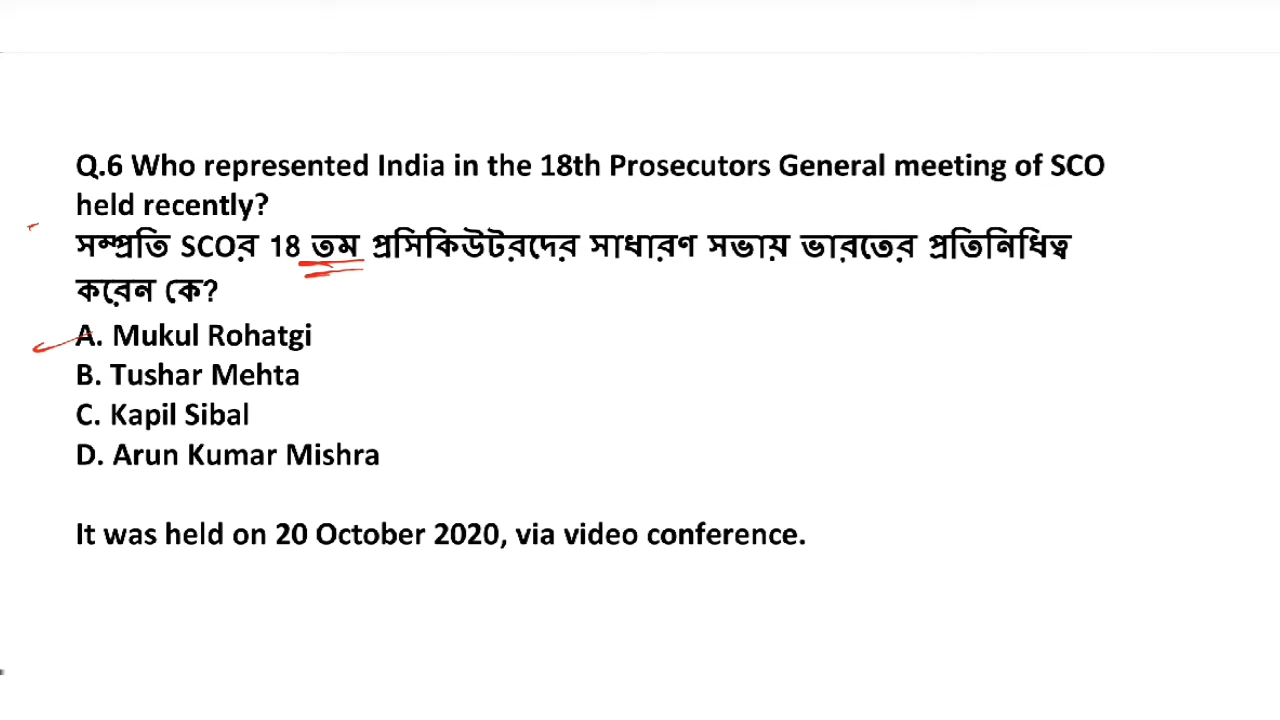 Q.6 Who represented India in the 18th Prosecutors General meeting of SCO
held recently?
সম্প্রতি SCOর 18 তম প্রসিকিউটরদের সাধারণ সভায় ভারতের প্রতিনিধিত্ব
করেন কে?
A. Mukul Rohatgi
B. Tushar Mehta
C. Kapil Sibal
D. Arun Kumar Mishra
It was held on 20 October 2020, via video conference.